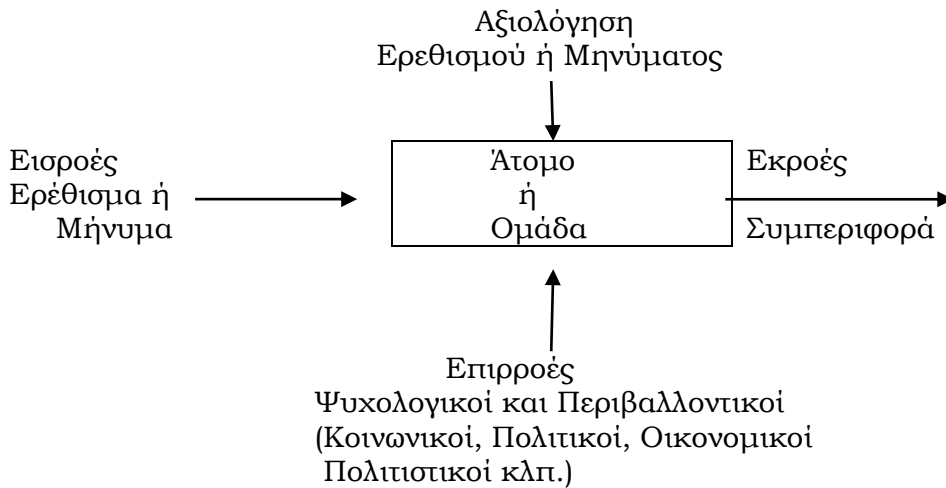 Αξιολόγηση
Ερεθισμού ή Μηνύματος
Εισροές
Ερέθισμα ή
Μήνυμα
Άτομο
ή
Ομάδα
Εκροές
Συμπεριφορά
Επιρροές
Ψυχολογικοί και Περιβαλλοντικοί
(Κοινωνικοί, Πολιτικοί, Οικονομικοί
Πολιτιστικοί κλπ.)